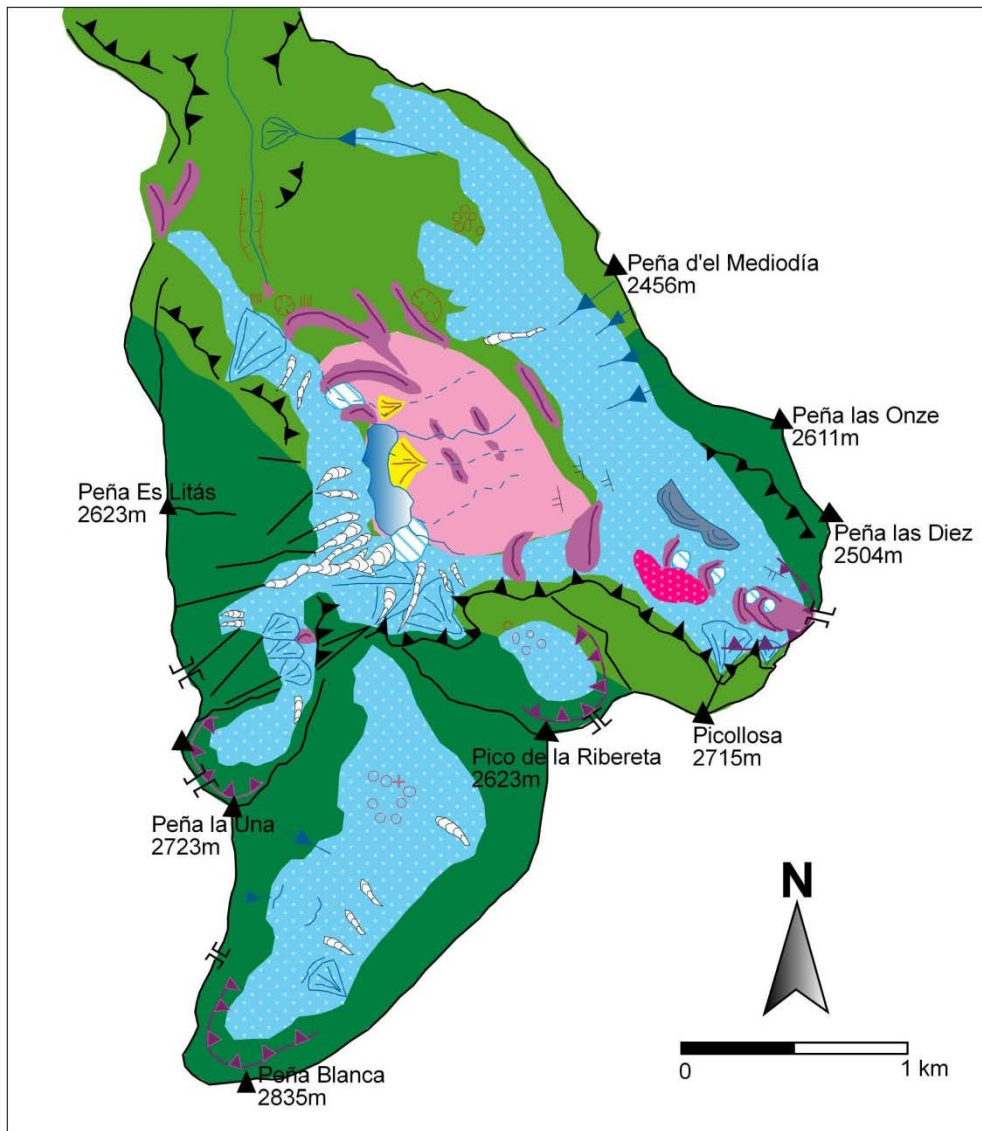 Peña d'el Mediodía
2456m
Peña las Onze
2611m
Peña Es Litás
2623m
Peña las Diez
2504m
Picollosa
2715m
Pico de la Ribereta
2623m
Peña la Una
2723m
N
0
1 km
Peña Blanca
2835m